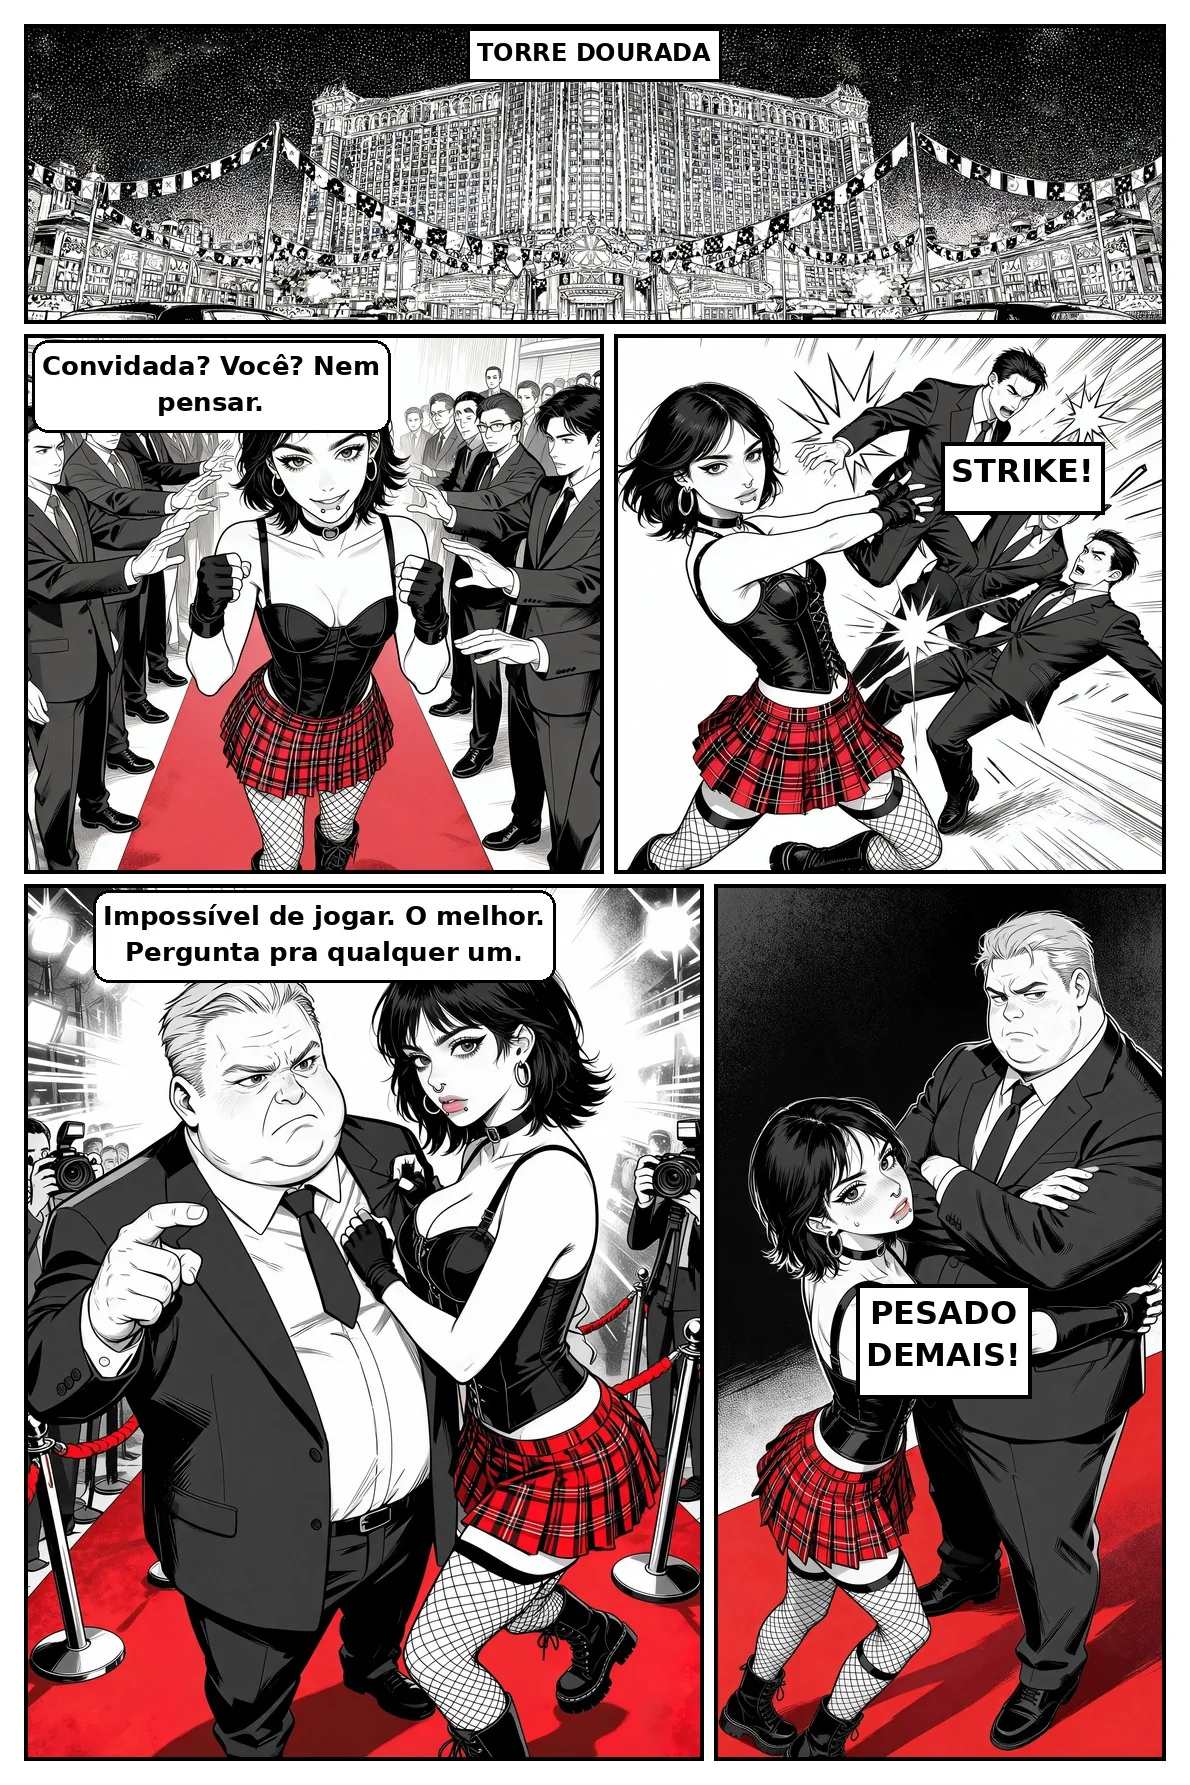 TORRE DOURADA
Convidada? Você? Nem
pensar.
STRIKE!
Impossível de jogar. O melhor.
Pergunta pra qualquer um.
PESADO
DEMAIS!